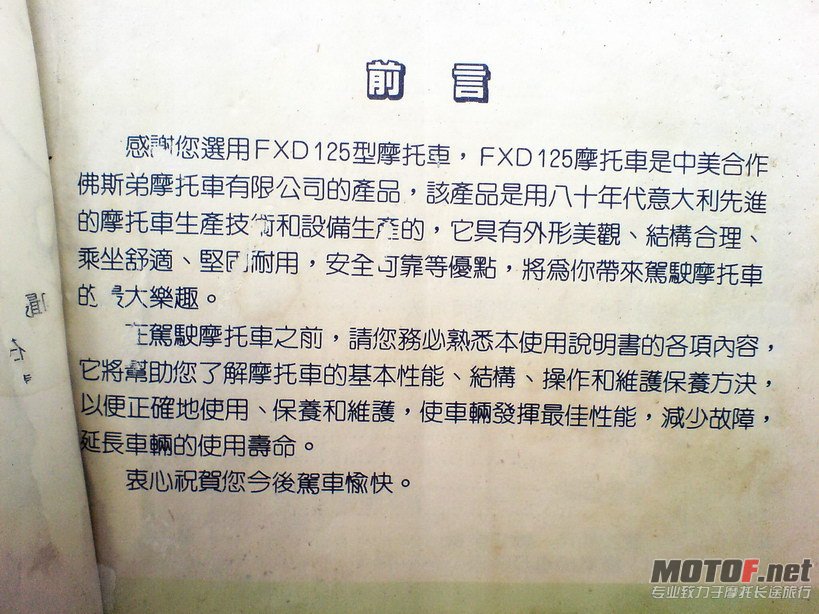 前言
感謝您選用FXD125型摩托車，FXD125摩托車是中美合作
佛斯弟摩托車有限公司的產品，該產品是用八十年代意大利先進
的摩托車生產技術和設備生產的，它具有外形美觀、結構合理、
乘坐舒適、堅固耐用，安全可靠等優點，將爲你帶來駕駛摩托車
的最大樂趣。
在駕駛摩托車之前，請您務必熟悉本使用說明書的各項內容，
它將幫助您了解摩托車的基本性能、結構、操作和維護保養方決，
以便正確地使用、保養和維護，使車輛發揮最佳性能，減少故障，
延長車輛的使用壽命。
衷心祝賀您今後駕車愉快。
MOTOF.net
专业致力于摩托长途旅行